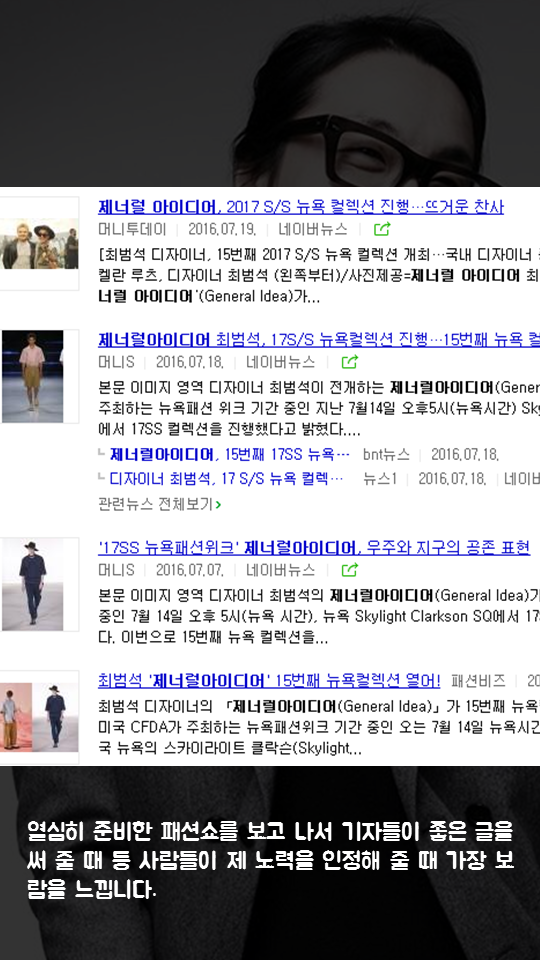 제너럴 아이디어, 2017 S/S 뉴욕 컬렉션 진행…뜨거운 찬사
머니투데이 | 2016.07.19. | 네이버뉴스 |
[최범석 디자이너, 15번째 2017 S/S 뉴욕 컬렉션 개최…국내 디자이너
켈란 루츠, 디자이너 최범석 (왼쪽부터)/사진제공=제너럴 아이디어 최
너럴 아이디어'(General Idea)가...
제너럴아이디어 최범석, 17S/S 뉴욕컬렉션 진행…15번째 뉴욕 컬
머니S | 2016.07.18. | 네이버뉴스 |
본문 이미지 영역 디자이너 최범석이 전개하는 제너럴아이디어(Gener
주최하는 뉴욕패션 위크 기간 중인 지난 7월14일 오후5시(뉴욕시간) Sky
에서 17SS 컬렉션을 진행했다고 밝혔다....
제너럴아이디어, 15번째 17SS 뉴욕… bnt뉴스 | 2016.07.18.
디자이너 최범석, 17 S/S 뉴욕 컬렉… 뉴스1 | 2016.07.18. | 네이버
관련뉴스 전체보기>
'17SS 뉴욕패션위크' 제너럴아이디어, 우주와 지구의 공존 표현
머니S | 2016.07.07. | 네이버뉴스 |
본문 이미지 영역 디자이너 최범석의 제너럴아이디어(General Idea)가
중인 7월 14일 오후 5시(뉴욕 시간), 뉴욕 Skylight Clarkson SQ에서 17
다. 이번으로 15번째 뉴욕 컬렉션을...
최범석 '제너럴아이디어' 15번째 뉴욕컬렉션 열어! 패션비즈 | 20
최범석 디자이너의 「제너럴아이디어(General Idea)」가 15번째 뉴욕
미국 CFDA가 주최하는 뉴욕패션위크 기간 중인 오는 7월 14일 뉴욕시간
국 뉴욕의 스카이라이트 클락슨(Skylight...
열심히 준비한 패션쇼를 보고 나서 기자들이 좋은 글을
써 줄 때 등 사람들이 제 노력을 인정해 줄 때 가장 보
람을 느낍니다.